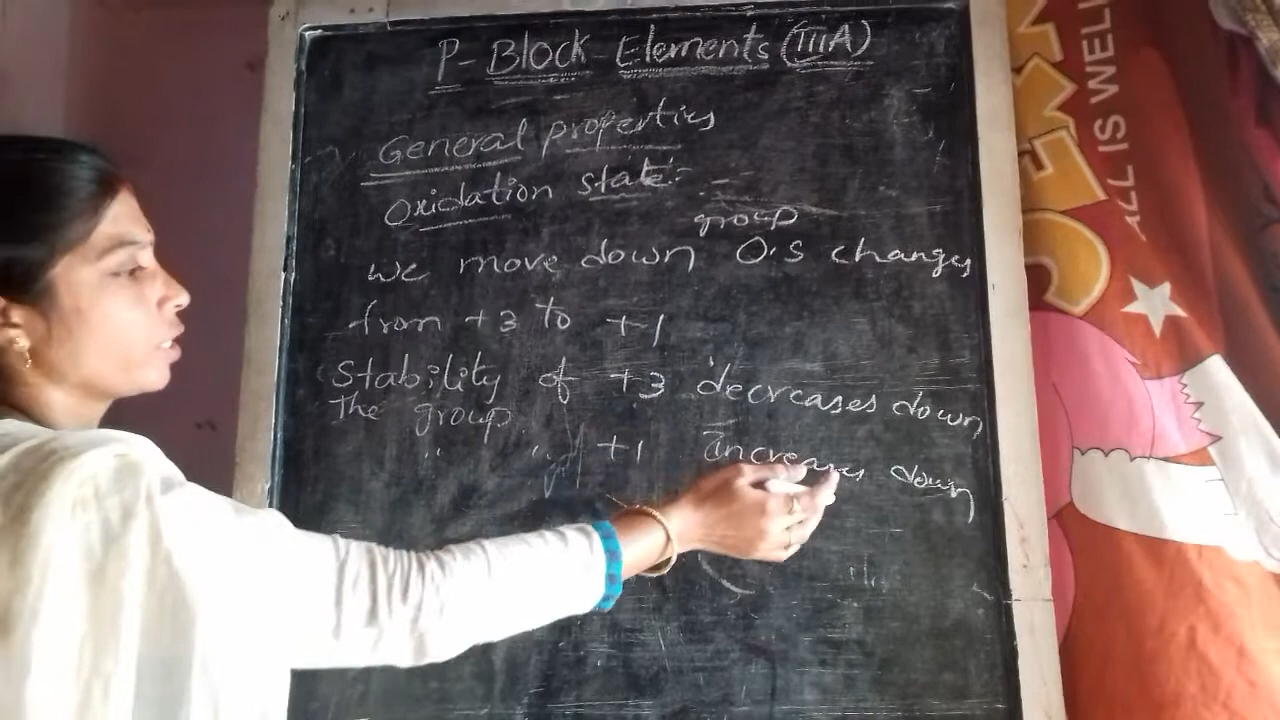 P-Block Elements (IIIA)
General properties
Oxidation state:-
group
we move down O.S changes
from +3 to +1
Stability of +3 decreases down
The group.
" " +1 Increases down
ALL IS WELL